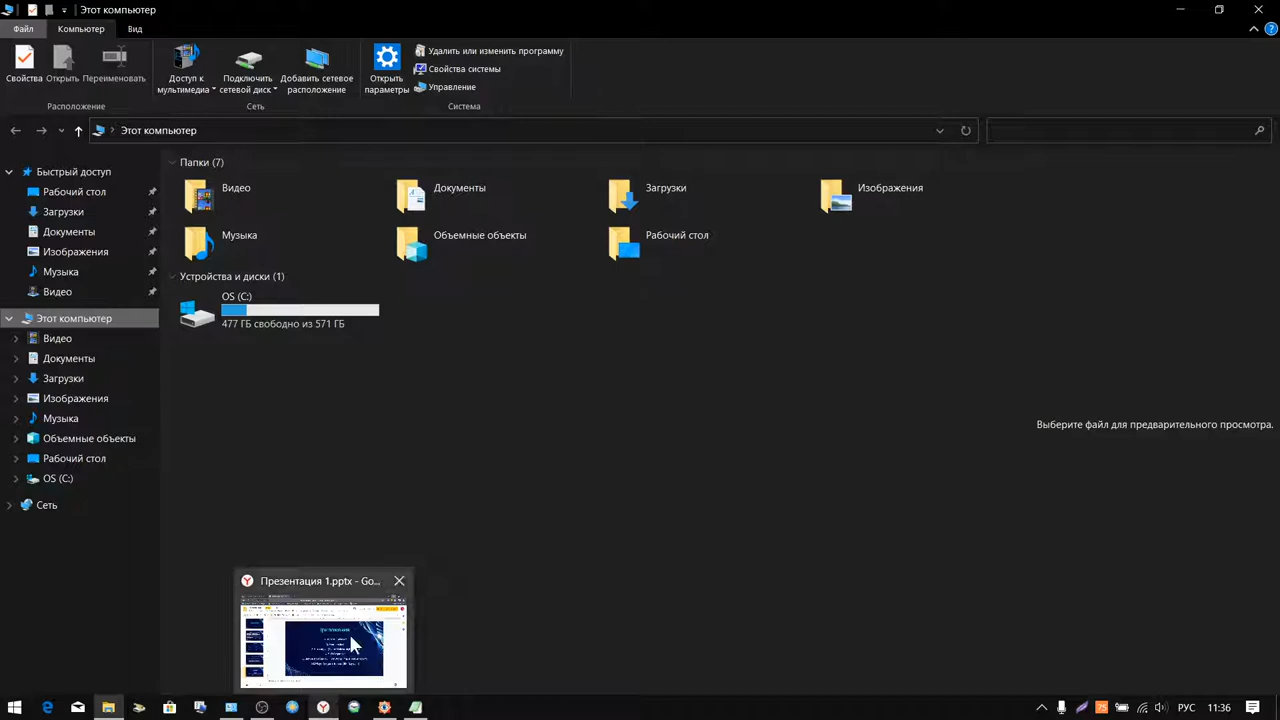 Этот компьютер
Файл
Компьютер
Вид
Свойства
Открыть
Переименовать
Расположение
Доступ к
мультимедиа
Подключить
сетевой диск
Добавить сетевое
расположение
Сеть
Открыть
параметры
Удалить или изменить программу
Свойства системы
Управление
Система
Этот компьютер
Быстрый доступ
Рабочий стол
Загрузки
Документы
Изображения
Музыка
Видео
Этот компьютер
Видео
Документы
Загрузки
Изображения
Музыка
Объемные объекты
Рабочий стол
OS (C:)
Сеть
Папки (7)
Видео
Документы
Загрузки
Изображения
Музыка
Объемные объекты
Рабочий стол
Устройства и диски (1)
OS (C:)
477 ГБ свободно из 571 ГБ
Выберите файл для предварительного просмотра.
Презентация 1.pptx - Go...
75
РУС
11:36